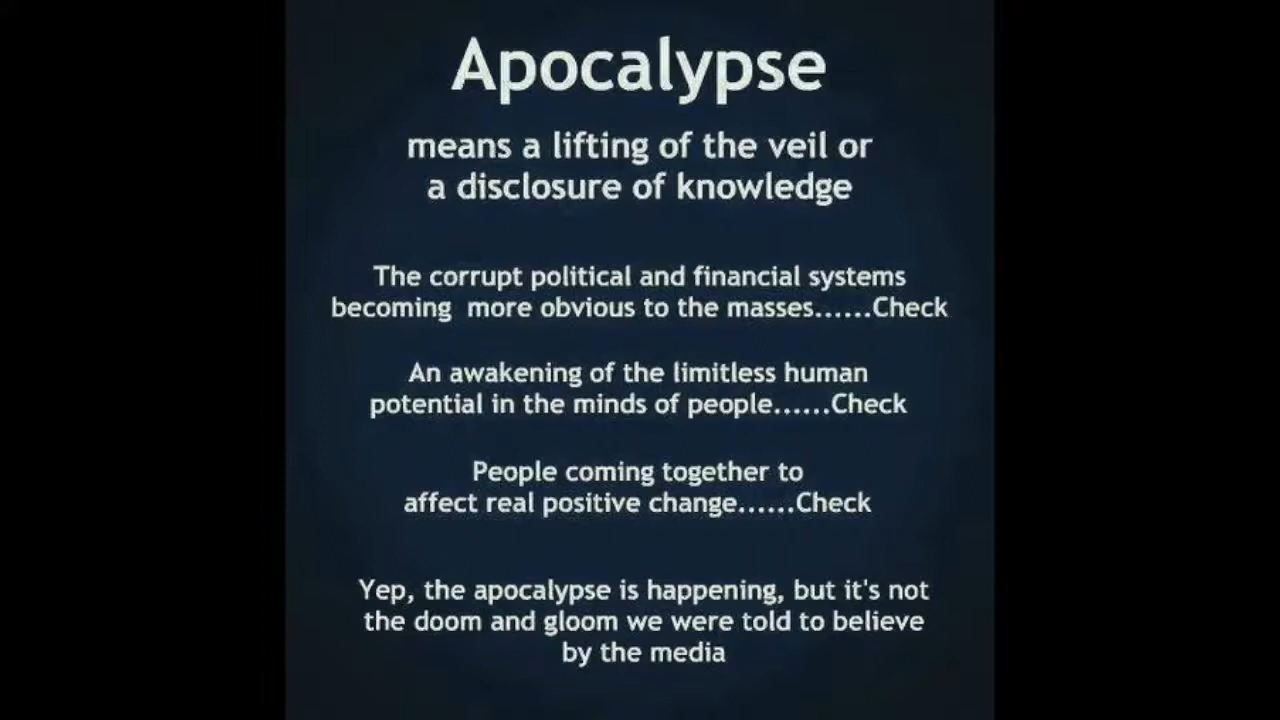 Apocalypse
means a lifting of the veil or
a disclosure of knowledge
The corrupt political and financial systems
becoming  more obvious to the masses......Check
An awakening of the limitless human
potential in the minds of people......Check
People coming together to
affect real positive change......Check
Yep, the apocalypse is happening, but it's not
the doom and gloom we were told to believe
by the media